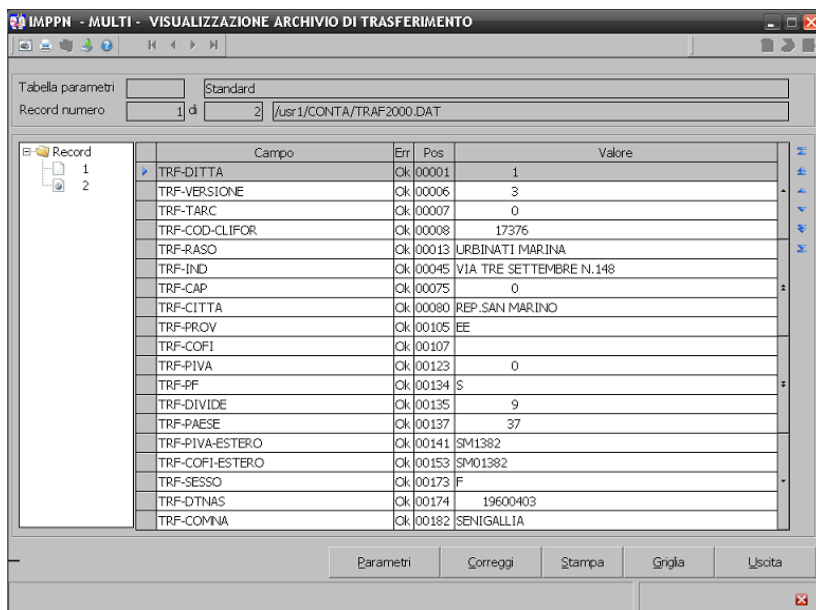 IMPPN - MULTI - VISUALIZZAZIONE ARCHIVIO DI TRASFERIMENTO
Tabella parametri Standard
Record numero 1 di 2 /usr1/CONTA/TRAF2000.DAT
Record
1
2
Campo Err Pos Valore
TRF-DITTA Ok 00001 1
TRF-VERSIONE Ok 00006 3
TRF-TARC Ok 00007 0
TRF-COD-CLIFOR Ok 00008 17376
TRF-RASO Ok 00013 URBINATI MARINA
TRF-IND Ok 00045 VIA TRE SETTEMBRE N.148
TRF-CAP Ok 00075 0
TRF-CITTA Ok 00080 REP.SAN MARINO
TRF-PROV Ok 00105 EE
TRF-COFI Ok 00107
TRF-PIVA Ok 00123 0
TRF-PF Ok 00134 S
TRF-DIVIDE Ok 00135 9
TRF-PAESE Ok 00137 37
TRF-PIVA-ESTERO Ok 00141 SM1382
TRF-COFI-ESTERO Ok 00153 SM01382
TRF-SESSO Ok 00173 F
TRF-DTNAS Ok 00174 19600403
TRF-COMNA Ok 00182 SENIGALLIA
Parametri Correggi Stampa Griglia Uscita